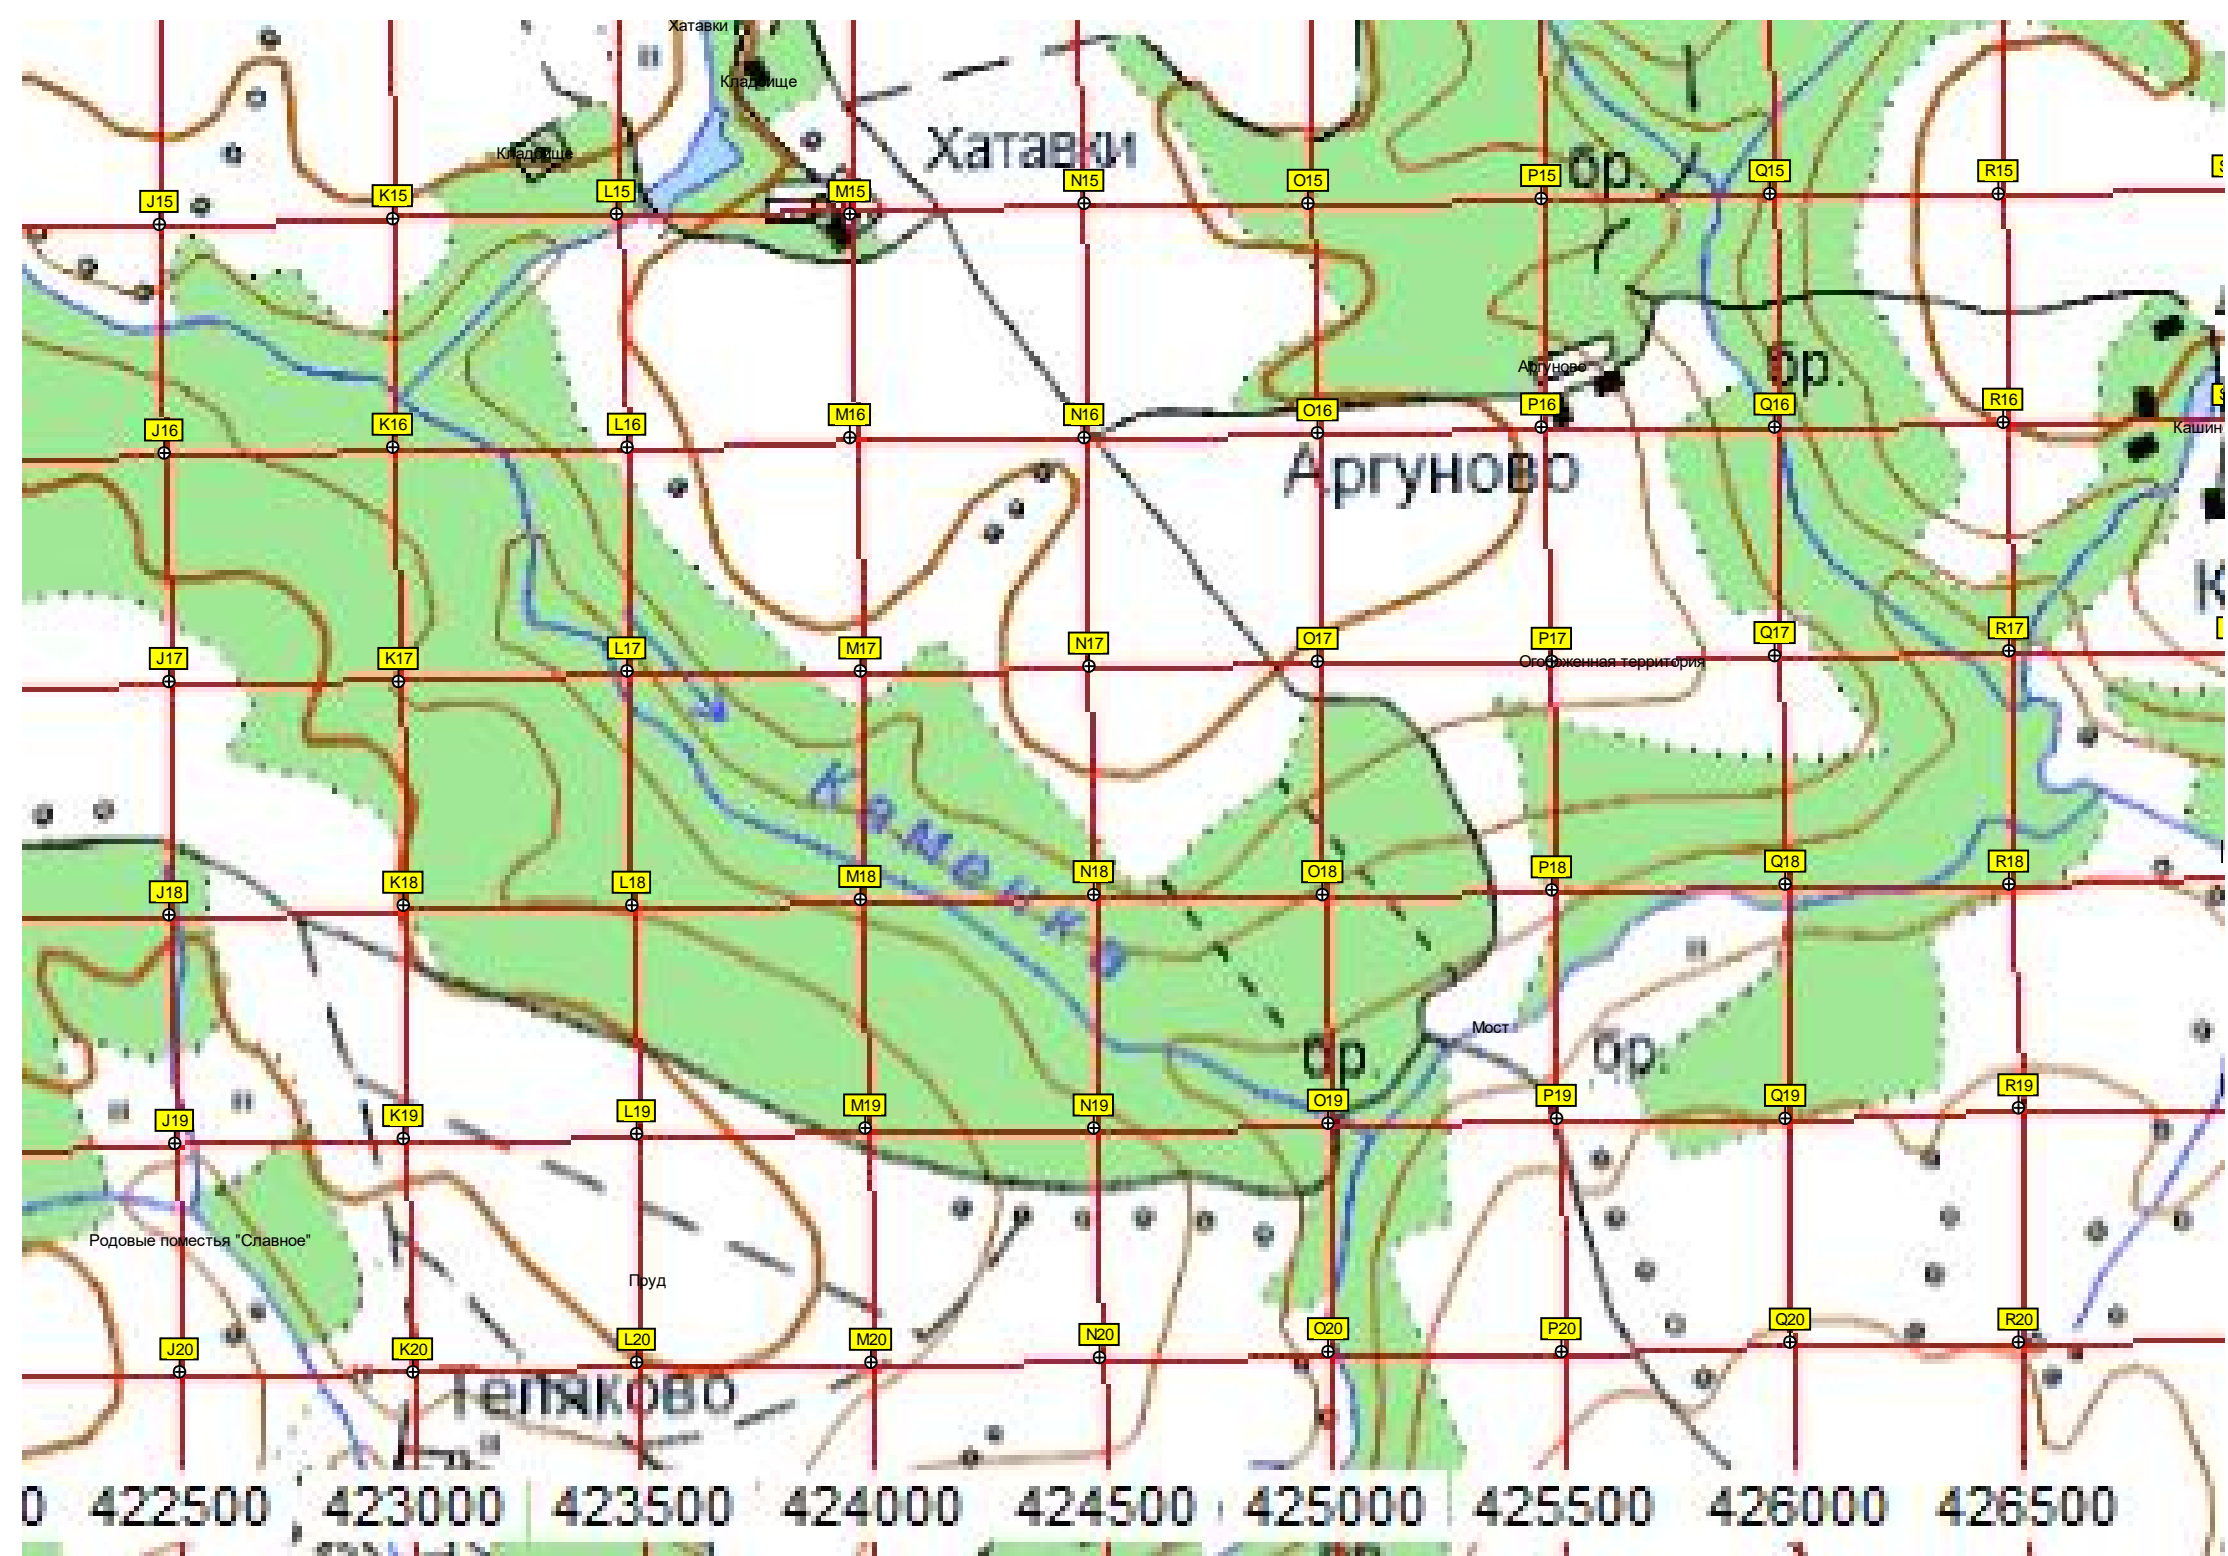 Хатавки
Кладбище
Кладбище
Хатавки
бр.
J15 K15 L15 M15 N15 O15 P15 Q15 R15
Аргуново
бр.
J16 K16 L16 M16 N16 O16 P16 Q16 R16
Кашин
Аргуново
J17 K17 L17 M17 N17 O17 P17 Q17 R17
Огороженная территория
Каменка
J18 K18 L18 M18 N18 O18 P18 Q18 R18
Мост
бр.
бр.
J19 K19 L19 M19 N19 O19 P19 Q19 R19
Родовые поместья "Славное"
Пруд
J20 K20 L20 M20 N20 O20 P20 Q20 R20
Тепляково
0 422500 423000 423500 424000 424500 425000 425500 426000 426500